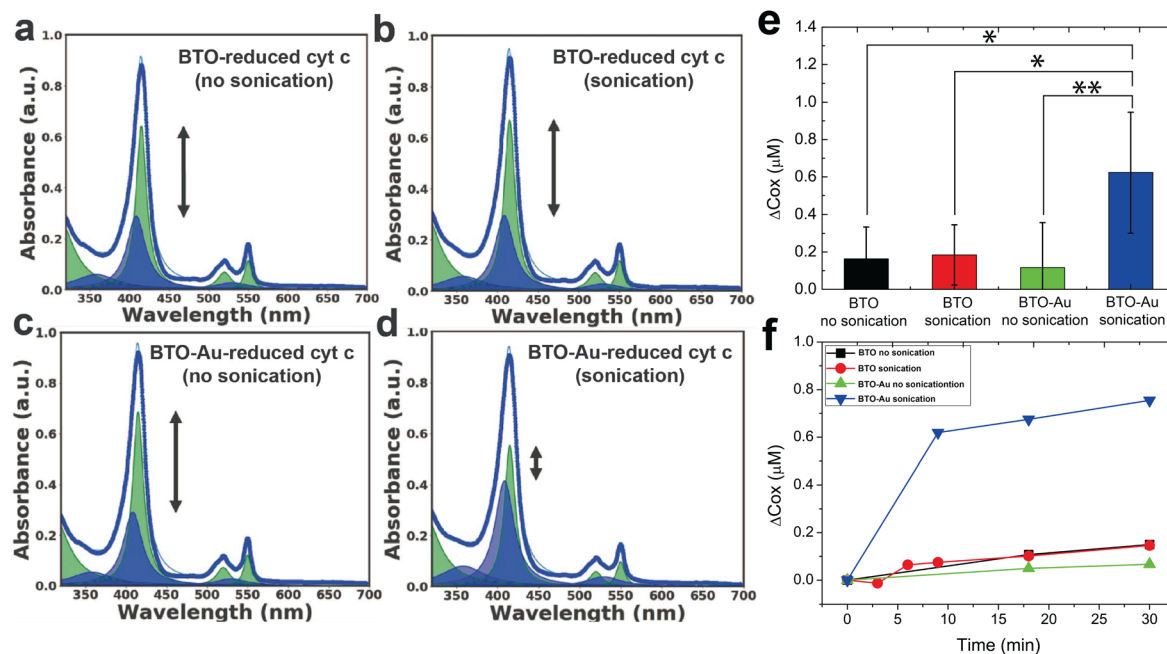 a
BTO-reduced cyt c
(no sonication)
Absorbance (a.u.)
1.0
0.8
0.6
0.4
0.2
0.0
350 400 450 500 550 600 650 700
Wavelength (nm)
b
BTO-reduced cyt c
(sonication)
Absorbance (a.u.)
1.0
0.8
0.6
0.4
0.2
0.0
350 400 450 500 550 600 650 700
Wavelength (nm)
c
BTO-Au-reduced cyt c
(no sonication)
Absorbance (a.u.)
1.0
0.8
0.6
0.4
0.2
0.0
350 400 450 500 550 600 650 700
Wavelength (nm)
d
BTO-Au-reduced cyt c
(sonication)
Absorbance (a.u.)
1.0
0.8
0.6
0.4
0.2
0.0
350 400 450 500 550 600 650 700
Wavelength (nm)
e
ΔCox (μM)
1.4
1.2
1.0
0.8
0.6
0.4
0.2
0.0
*
*
**
BTO BTO BTO-Au BTO-Au
no sonication sonication no sonication sonication
f
ΔCox (μM)
1.0
0.8
0.6
0.4
0.2
0.0
BTO no sonication
BTO sonication
BTO-Au no sonicationtion
BTO-Au sonication
0 5 10 15 20 25 30
Time (min)